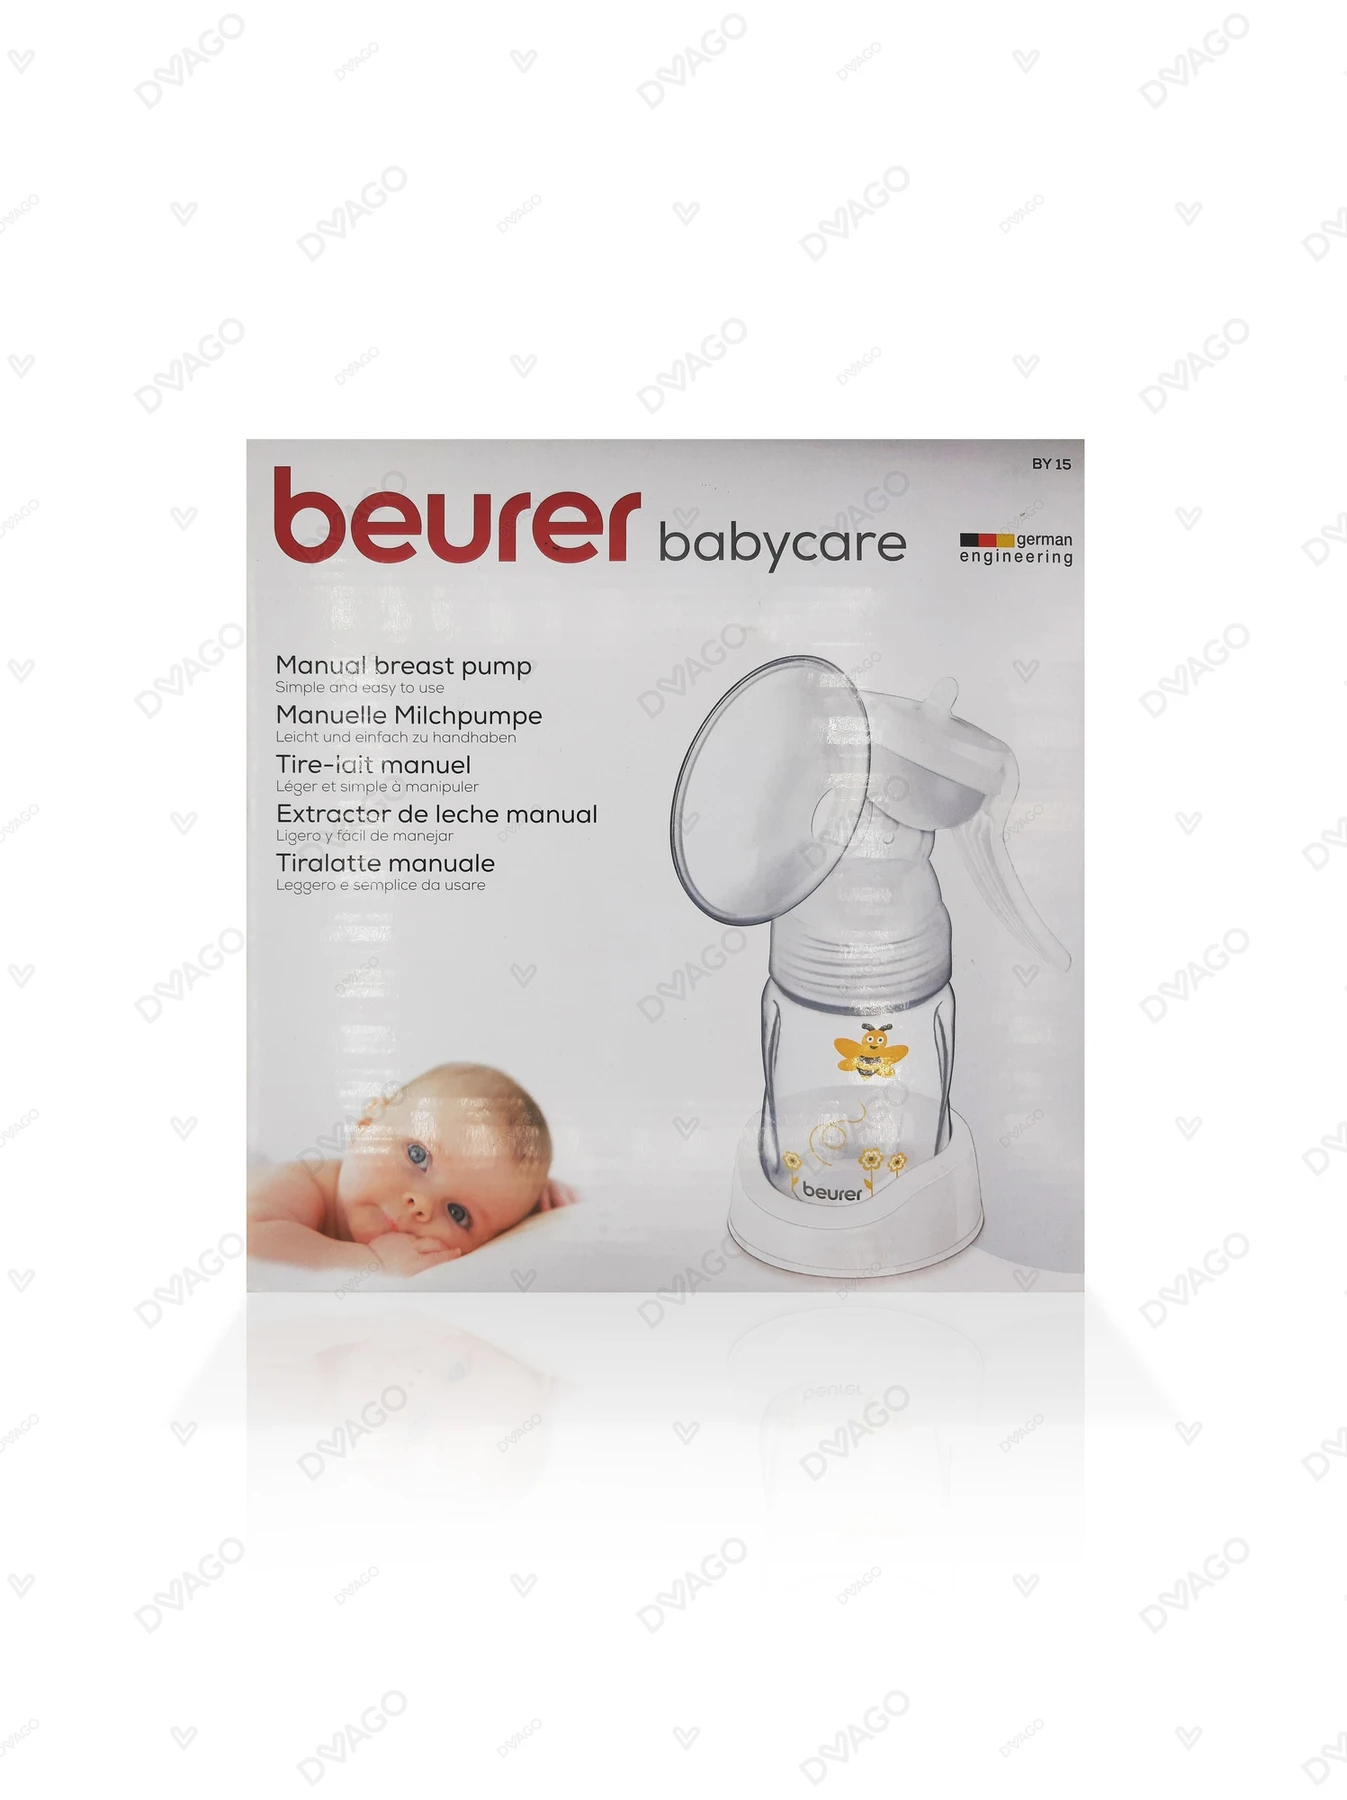 BY 15
beurer babycare
german
engineering
Manual breast pump
Simple and easy to use
Manuelle Milchpumpe
Leicht und einfach zu handhaben
Tire-lait manuel
Léger et simple à manipuler
Extractor de leche manual
Ligero y fácil de manejar
Tiralatte manuale
Leggero e semplice da usare
beurer
DVAGO